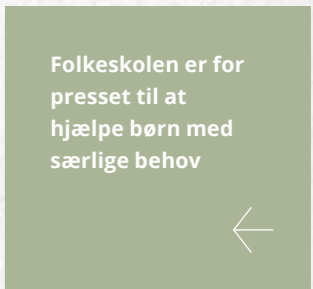 Folkeskolen er for
presset til at
hjælpe børn med
særlige behov